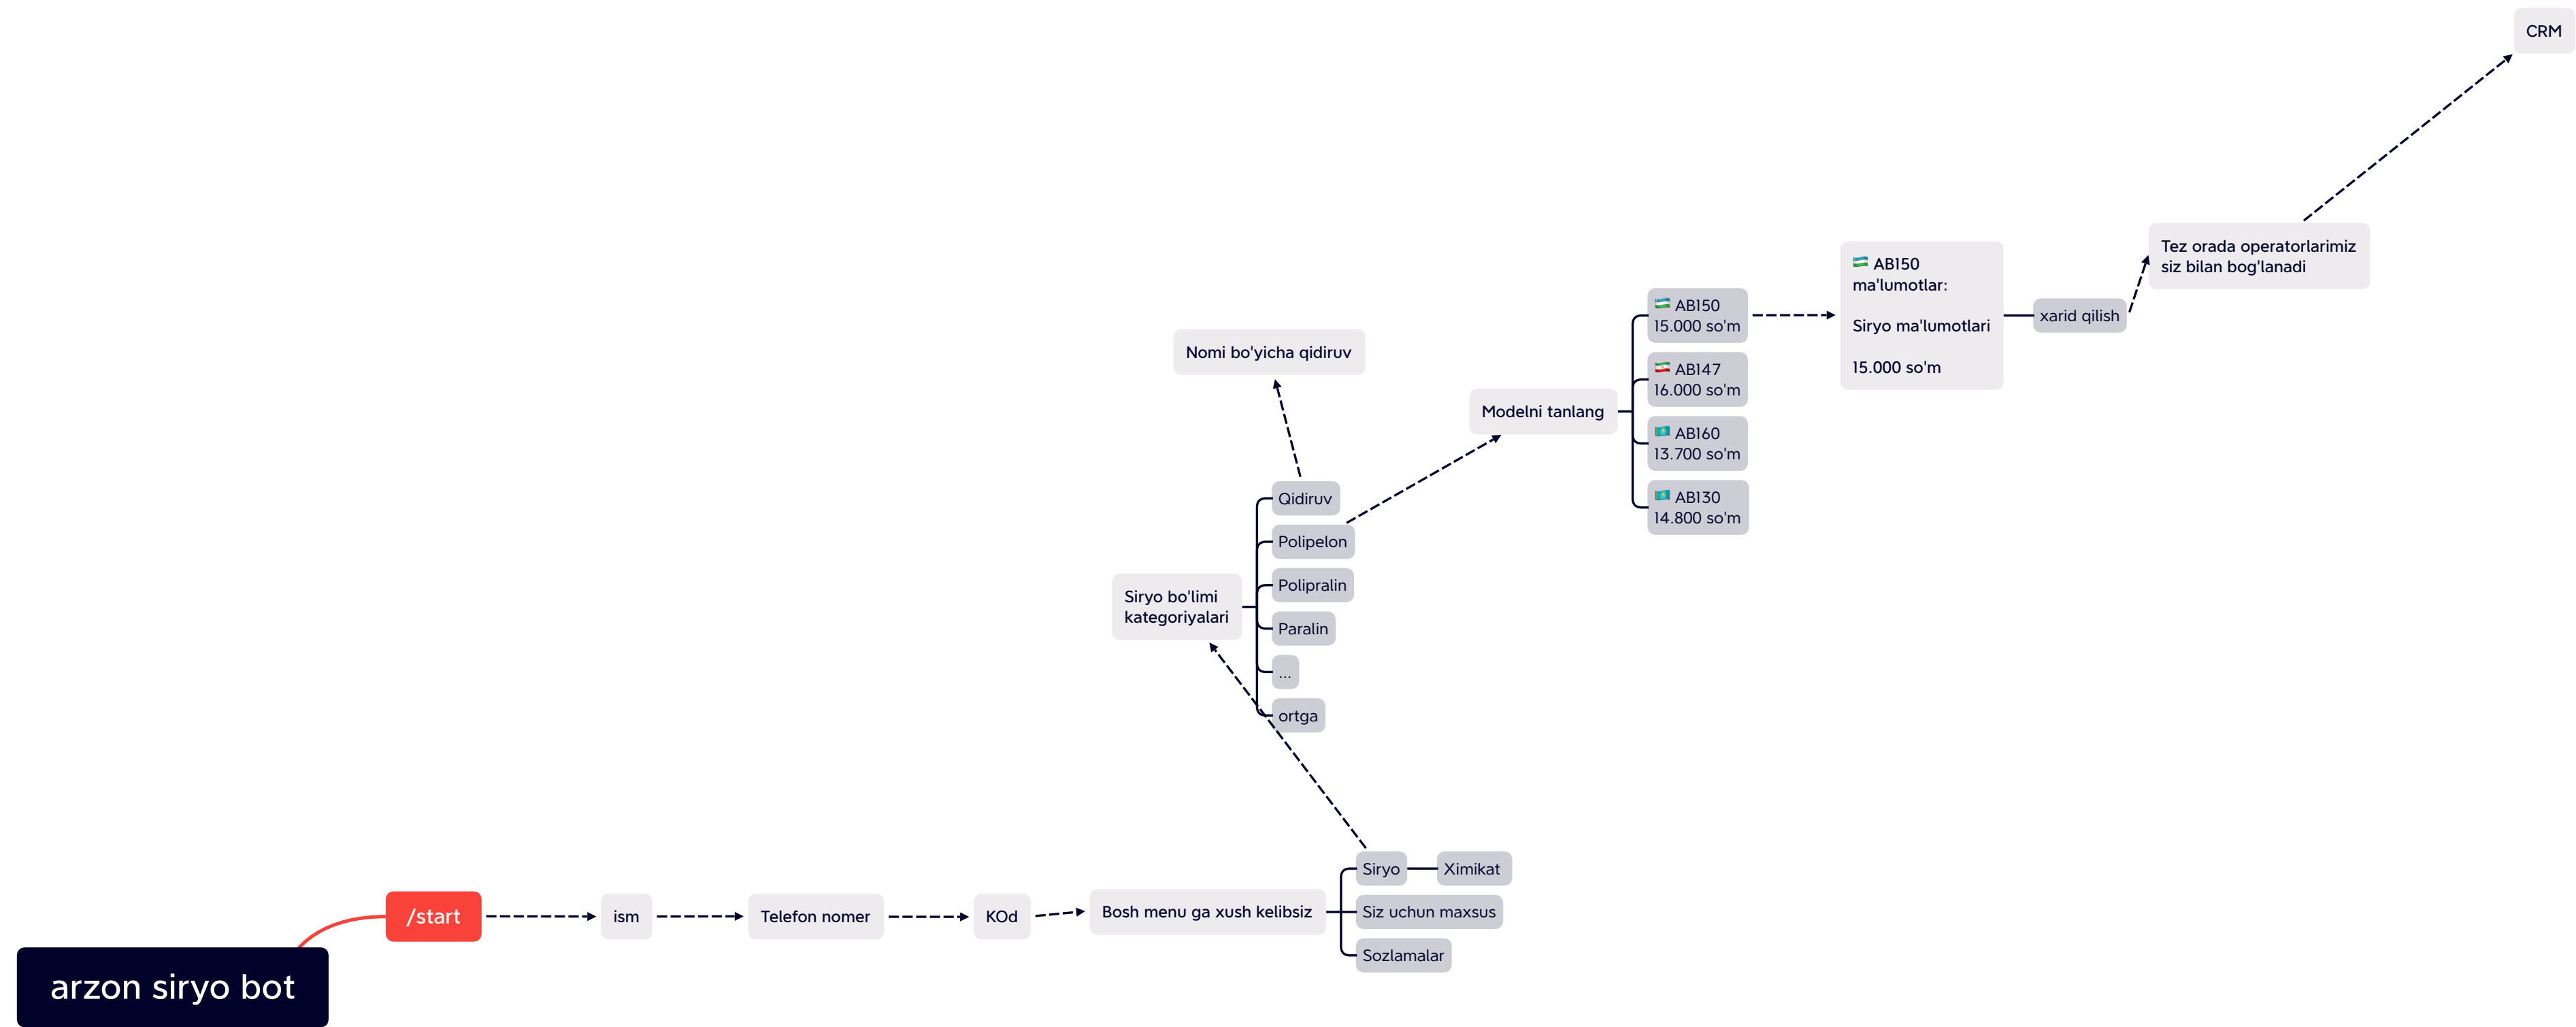 CRM
Tez orada operatorlarimiz
siz bilan bog'lanadi
AB150
ma'lumotlar:
Siryo ma'lumotlari
15.000 so'm
xarid qilish
AB150
15.000 so'm
AB147
16.000 so'm
AB160
13.700 so'm
AB130
14.800 so'm
Modelni tanlang
Nomi bo'yicha qidiruv
Qidiruv
Polipelon
Polipralin
Paralin
...
ortga
Siryo bo'limi
kategoriyalari
Siryo
Ximikat
Siz uchun maxsus
Sozlamalar
Bosh menu ga xush kelibsiz
KOd
Telefon nomer
ism
/start
arzon siryo bot